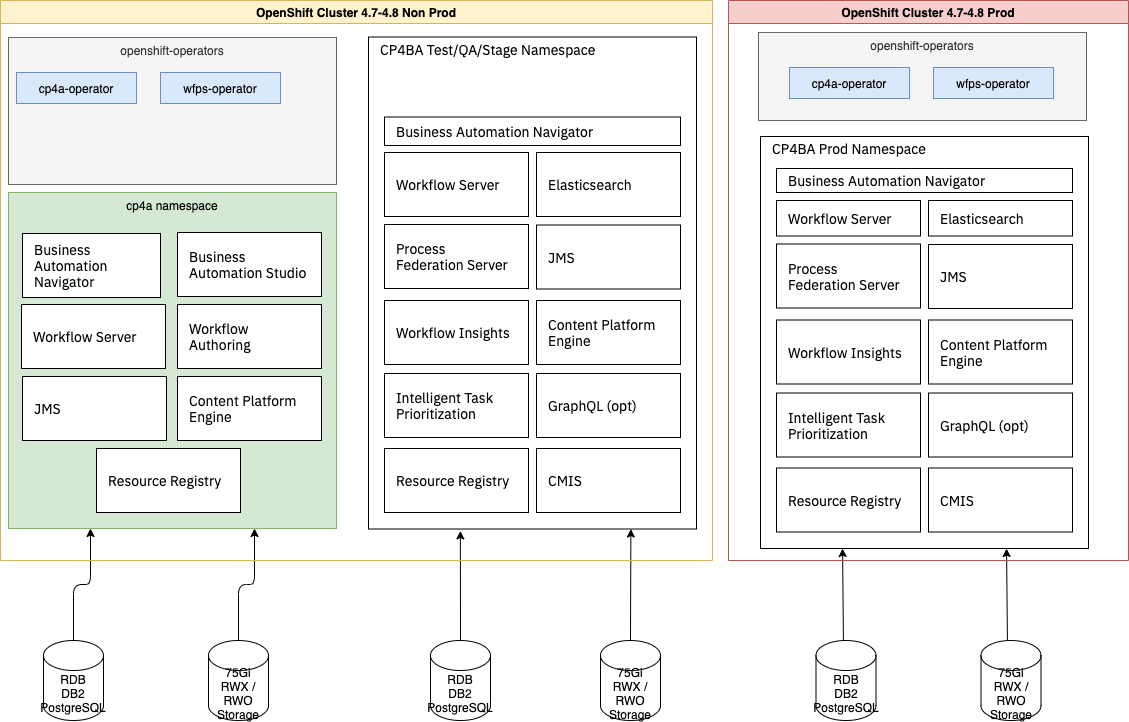 OpenShift Cluster 4.7-4.8 Non Prod
openshift-operators
cp4a-operator
wfps-operator
cp4a namespace
Business
Automation
Navigator
Business
Automation Studio
Workflow Server
Workflow
Authoring
JMS
Content Platform
Engine
Resource Registry
CP4BA Test/QA/Stage Namespace
Business Automation Navigator
Workflow Server
Elasticsearch
Process
Federation Server
JMS
Workflow Insights
Content Platform
Engine
Intelligent Task
Prioritization
GraphQL (opt)
Resource Registry
CMIS
OpenShift Cluster 4.7-4.8 Prod
openshift-operators
cp4a-operator
wfps-operator
CP4BA Prod Namespace
Business Automation Navigator
Workflow Server
Elasticsearch
Process
Federation Server
JMS
Workflow Insights
Content Platform
Engine
Intelligent Task
Prioritization
GraphQL (opt)
Resource Registry
CMIS
RDB
DB2
PostgreSQL
75Gi
RWX /
RWO
Storage
RDB
DB2
PostgreSQL
75Gi
RWX /
RWO
Storage
RDB
DB2
PostgreSQL
75Gi
RWX /
RWO
Storage